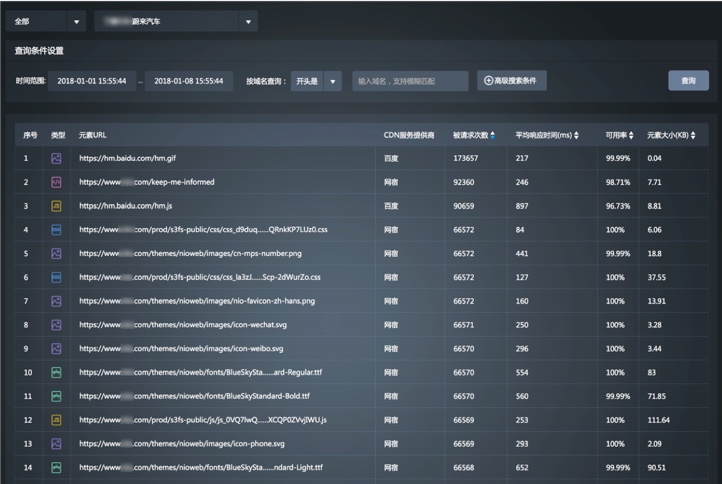 全部 蔚来汽车
查询条件设置
时间范围: 2018-01-01 15:55:44 -- 2018-01-08 15:55:44 按域名查询： 开头是 输入域名，支持模糊匹配 高级搜索条件 查询
序号 类型 元素URL CDN服务提供商 被请求次数 平均响应时间(ms) 可用率 元素大小(KB)
1 https://hm.baidu.com/hm.gif 百度 173657 217 99.99% 0.04
2 https://www .com/keep-me-informed 网宿 92360 246 98.71% 7.71
3 JS https://hm.baidu.com/hm.js 百度 90659 897 96.73% 8.81
4 https://www .com/prod/s3fs-public/css/css_d9duq......QRnkKP7LUz0.css 网宿 66572 84 100% 6.06
5 https://www .com/themes/nioweb/images/cn-mps-number.png 网宿 66572 441 99.99% 18.8
6 https://www .com/prod/s3fs-public/css/css_la3zJ......Scp-2dWurZo.css 网宿 66572 127 100% 37.55
7 https://www .com/themes/nioweb/images/nio-favicon-zh-hans.png 网宿 66572 160 100% 13.91
8 https://www .com/themes/nioweb/images/icon-wechat.svg 网宿 66571 250 100% 3.28
9 https://www .com/themes/nioweb/images/icon-weibo.svg 网宿 66570 296 100% 3.44
10 https://www .com/themes/nioweb/fonts/BlueSkySta......ard-Regular.ttf 网宿 66570 554 100% 83
11 https://www .com/themes/nioweb/fonts/BlueSkyStandard-Bold.ttf 网宿 66570 560 99.99% 71.85
12 JS https://www .com/prod/s3fs-public/js/js_0VQ7lwQ......XCQP0ZVvjIWU.js 网宿 66569 253 100% 111.64
13 https://www .com/themes/nioweb/images/icon-phone.svg 网宿 66569 293 100% 2.09
14 https://www .com/themes/nioweb/fonts/BlueSkySta......ndard-Light.ttf 网宿 66568 652 99.99% 90.51